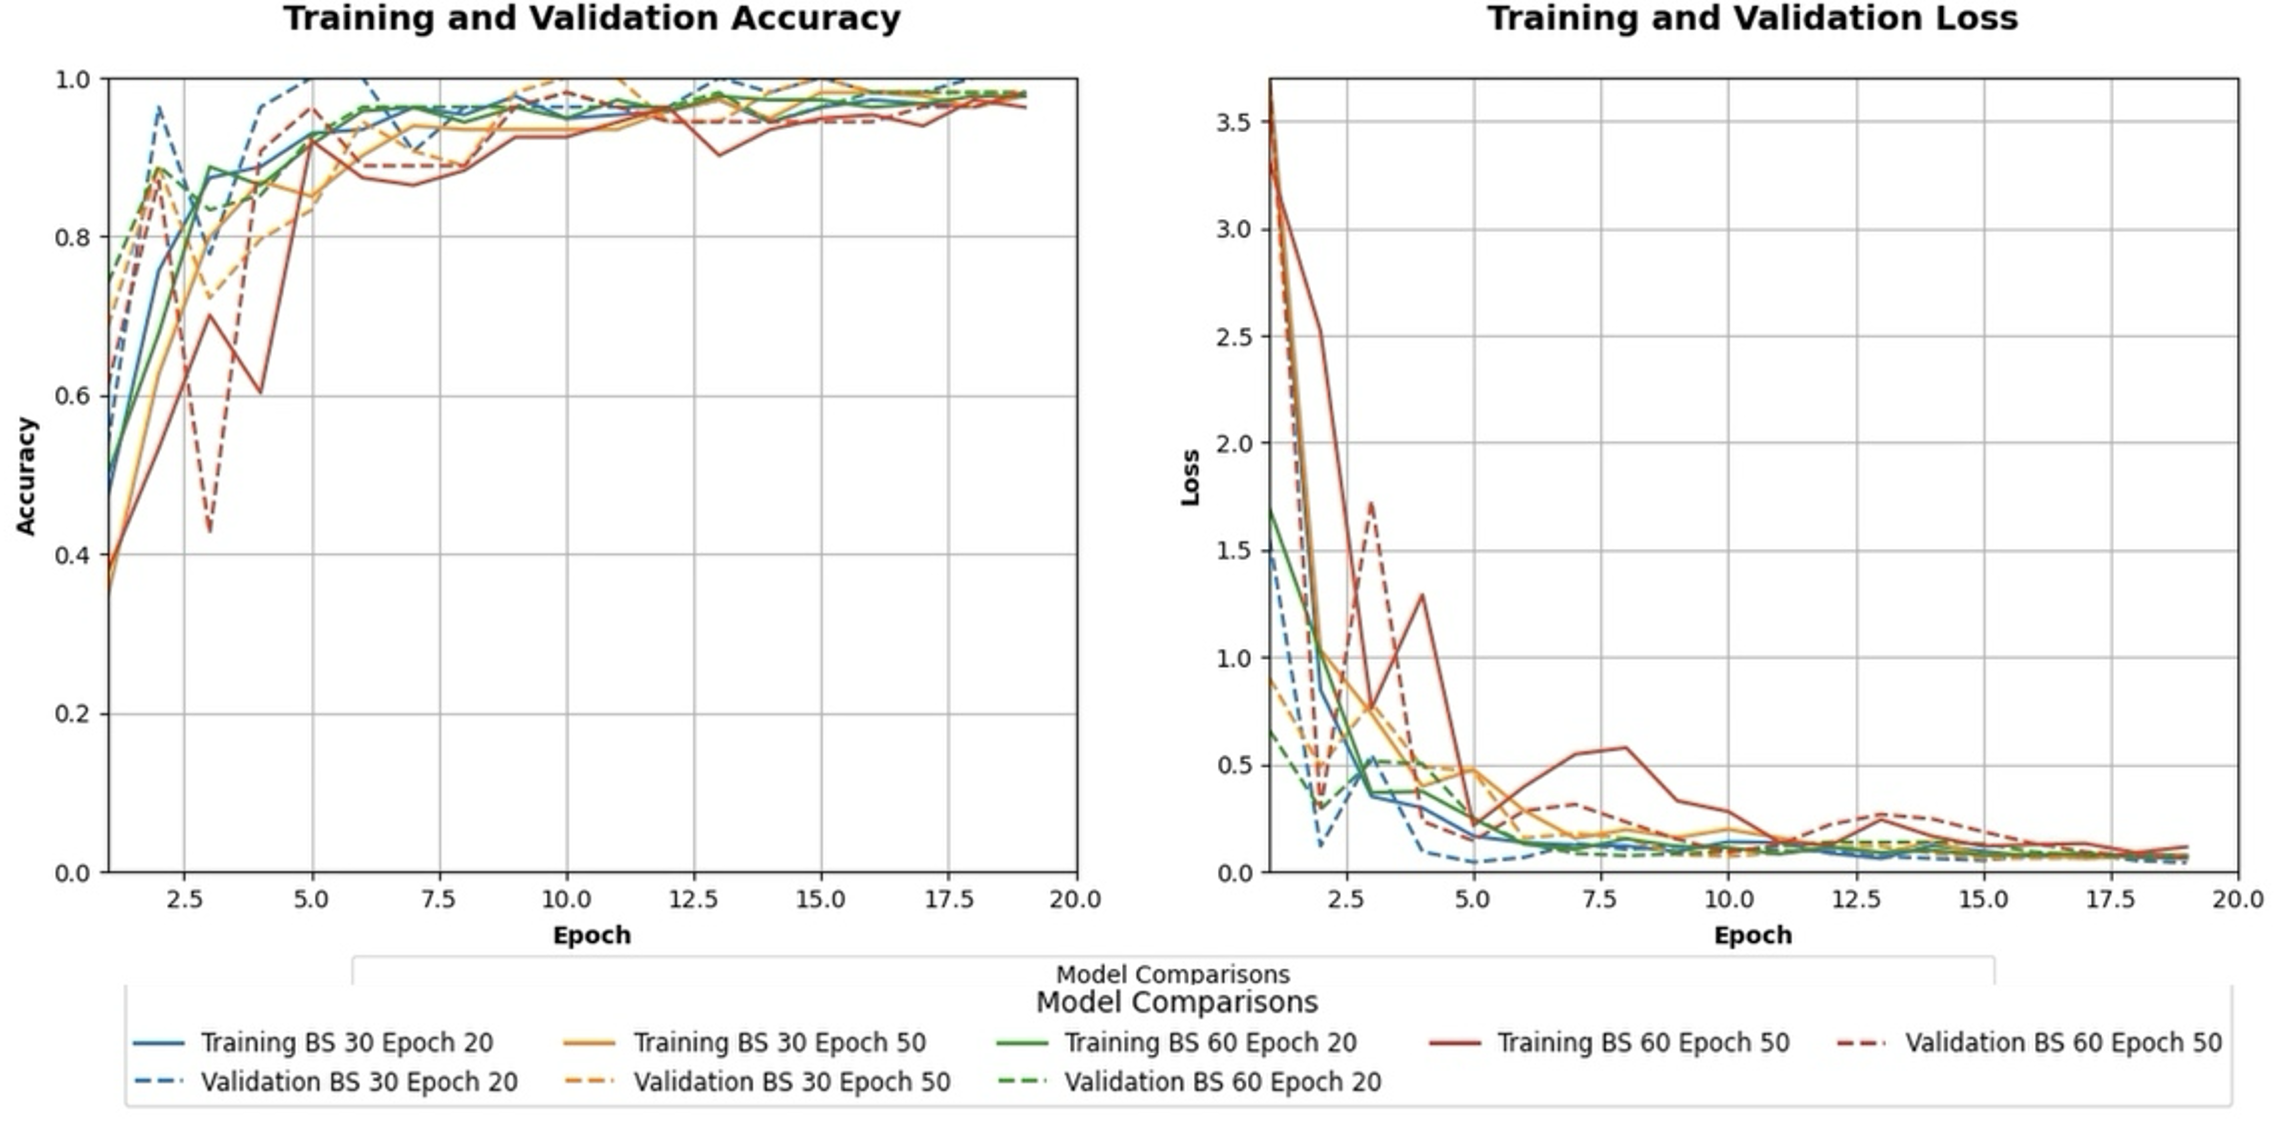 Training and Validation Accuracy
Training and Validation Loss
1.0
0.8
0.6
0.4
0.2
0.0
Accuracy
2.5 5.0 7.5 10.0 12.5 15.0 17.5 20.0
Epoch
3.5
3.0
2.5
2.0
1.5
1.0
0.5
0.0
Loss
2.5 5.0 7.5 10.0 12.5 15.0 17.5 20.0
Epoch
Model Comparisons
Model Comparisons
Training BS 30 Epoch 20 Training BS 30 Epoch 50 Training BS 60 Epoch 20 Training BS 60 Epoch 50 Validation BS 60 Epoch 50
Validation BS 30 Epoch 20 Validation BS 30 Epoch 50 Validation BS 60 Epoch 20